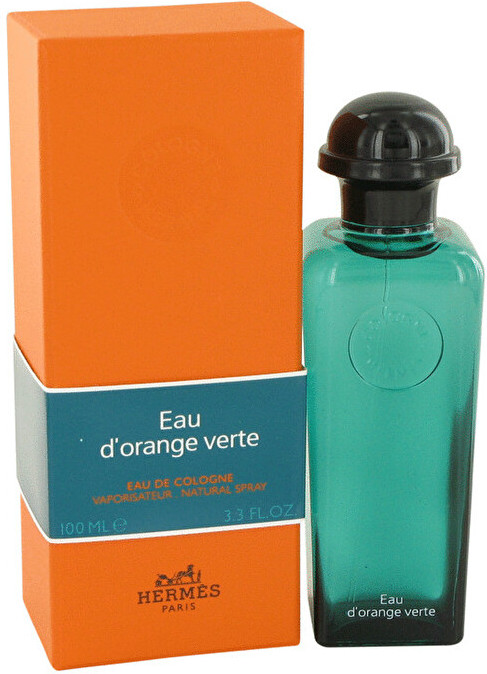 Eau
d'orange verte
EAU DE COLOGNE
VAPORISATEUR . NATURAL SPRAY
100 ML ℮
3.3 FL.OZ.
HERMÈS
PARIS
Eau
d'orange verte